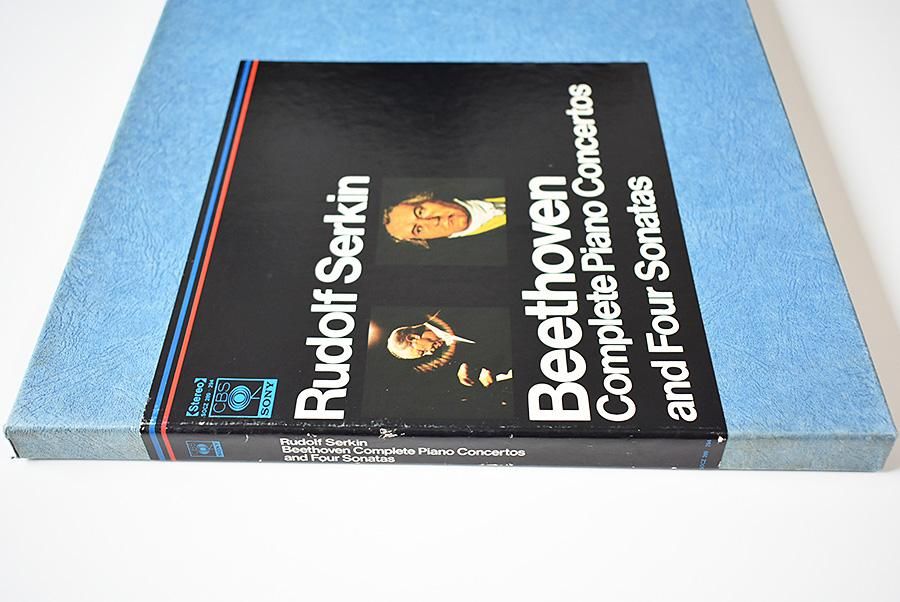 Rudolf Serkin
Beethoven
Complete Piano Concertos
and Four Sonatas
【Stereo】
CBS
SONY
Rudolf Serkin
Beethoven Complete Piano Concertos
and Four Sonatas